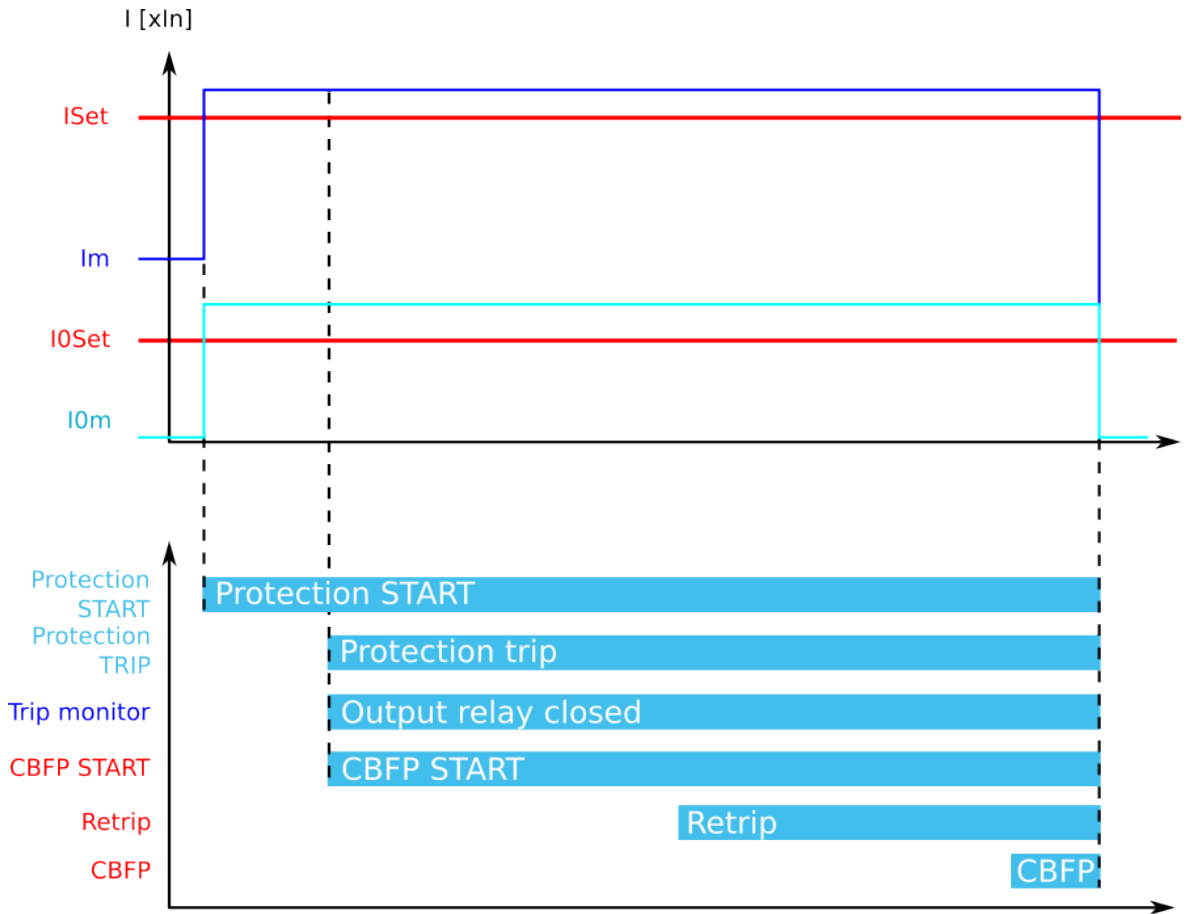 I [xIn]
ISet
Im
I0Set
I0m
Protection
START
Protection START
Protection
TRIP
Protection trip
Trip monitor
Output relay closed
CBFP START
CBFP START
Retrip
Retrip
CBFP
CBFP